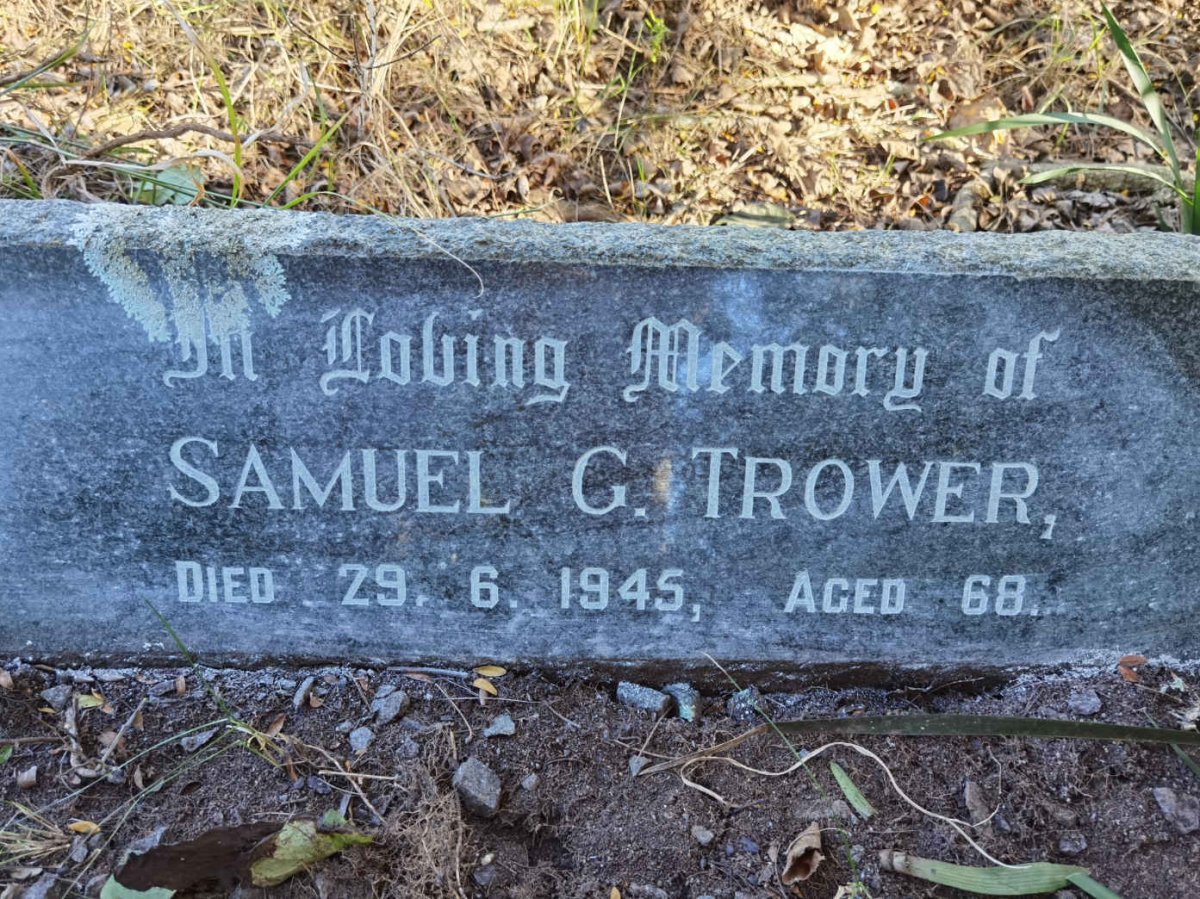 In Loving Memory of
SAMUEL G. TROWER,
DIED 29. 6. 1945, AGED 68.